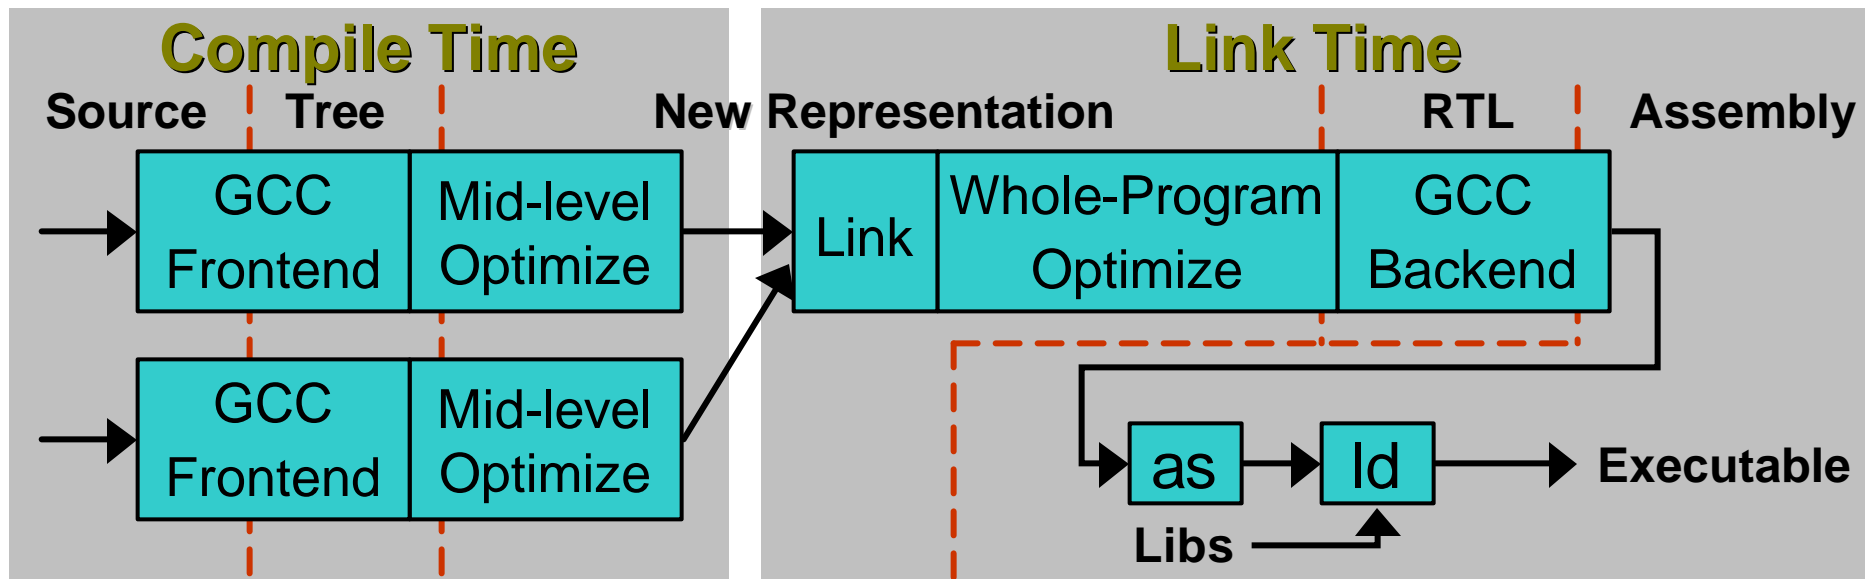 Compile Time
Link Time
Source
Tree
New Representation
RTL
Assembly
GCC
Frontend
Mid-level
Optimize
Link
Whole-Program
Optimize
GCC
Backend
GCC
Frontend
Mid-level
Optimize
as
ld
Executable
Libs